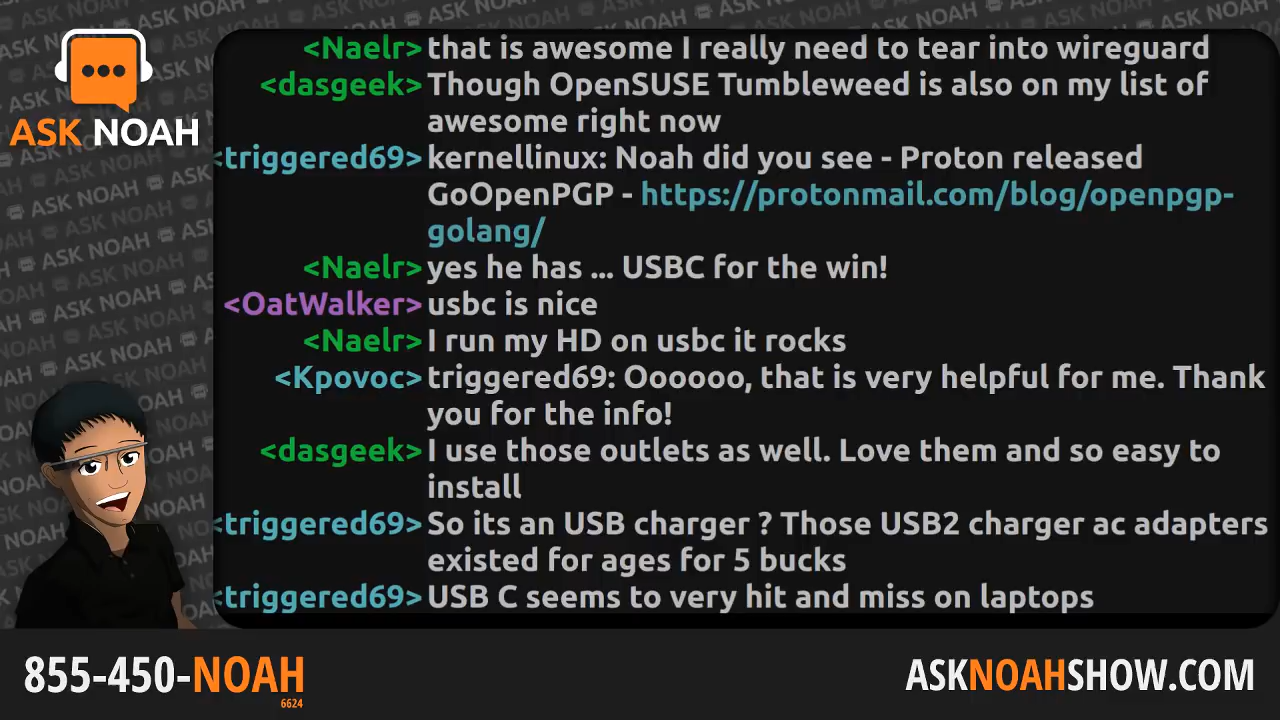 ASK NOAH
<Naelr> that is awesome I really need to tear into wireguard
<dasgeek> Though OpenSUSE Tumbleweed is also on my list of
awesome right now
<triggered69> kernellinux: Noah did you see - Proton released
GoOpenPGP - https://protonmail.com/blog/openpgp-
golang/
<Naelr> yes he has ... USBC for the win!
<OatWalker> usbc is nice
<Naelr> I run my HD on usbc it rocks
<Kpovoc> triggered69: Oooooo, that is very helpful for me. Thank
you for the info!
<dasgeek> I use those outlets as well. Love them and so easy to
install
<triggered69> So its an USB charger ? Those USB2 charger ac adapters
existed for ages for 5 bucks
<triggered69> USB C seems to very hit and miss on laptops
855-450-NOAH
6624
ASKNOAHSHOW.COM